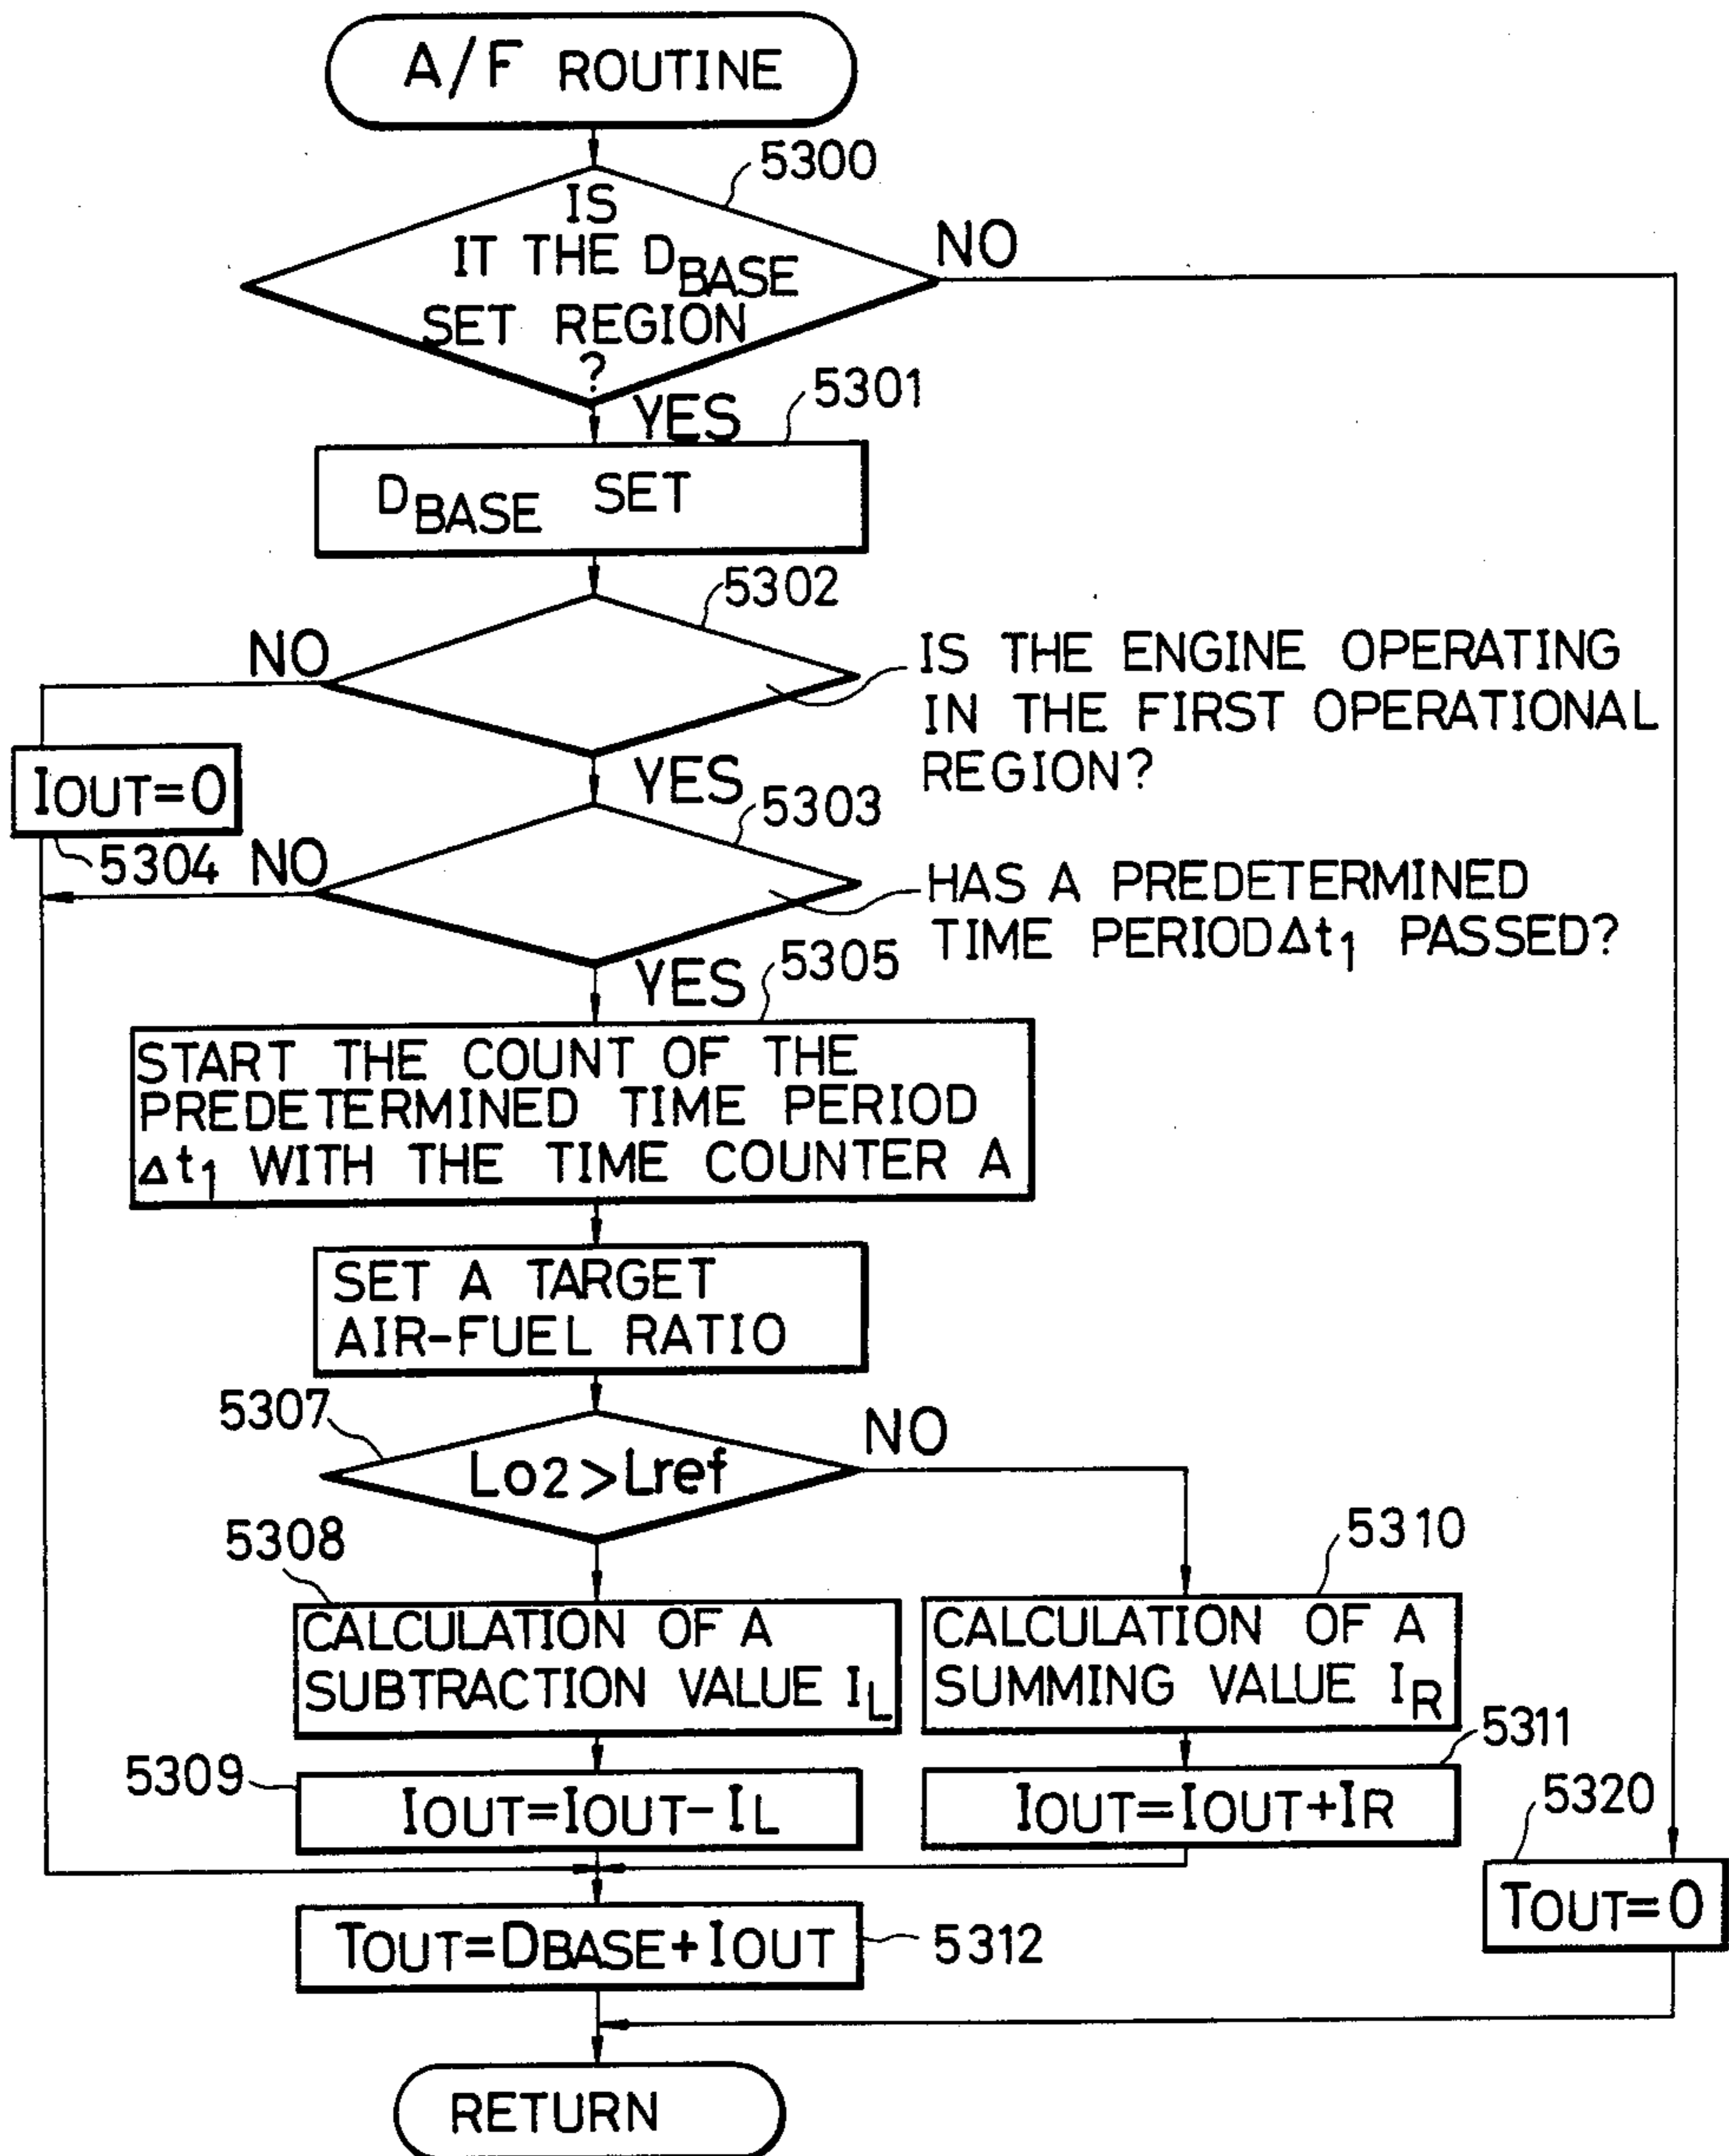 A/F ROUTINE
5300
IS
IT THE DBASE
SET REGION
?
NO
YES
5301
DBASE SET
5302
NO
IS THE ENGINE OPERATING
IN THE FIRST OPERATIONAL
REGION?
YES
IOUT=0
5304
5303
NO
HAS A PREDETERMINED
TIME PERIOD Δt1 PASSED?
YES
5305
START THE COUNT OF THE
PREDETERMINED TIME PERIOD
Δt1 WITH THE TIME COUNTER A
SET A TARGET
AIR-FUEL RATIO
5307
LO2>Lref
NO
5308
CALCULATION OF A
SUBTRACTION VALUE IL
5310
CALCULATION OF A
SUMMING VALUE IR
5309
IOUT=IOUT-IL
5311
IOUT=IOUT+IR
5320
TOUT=0
TOUT=DBASE+IOUT
5312
RETURN